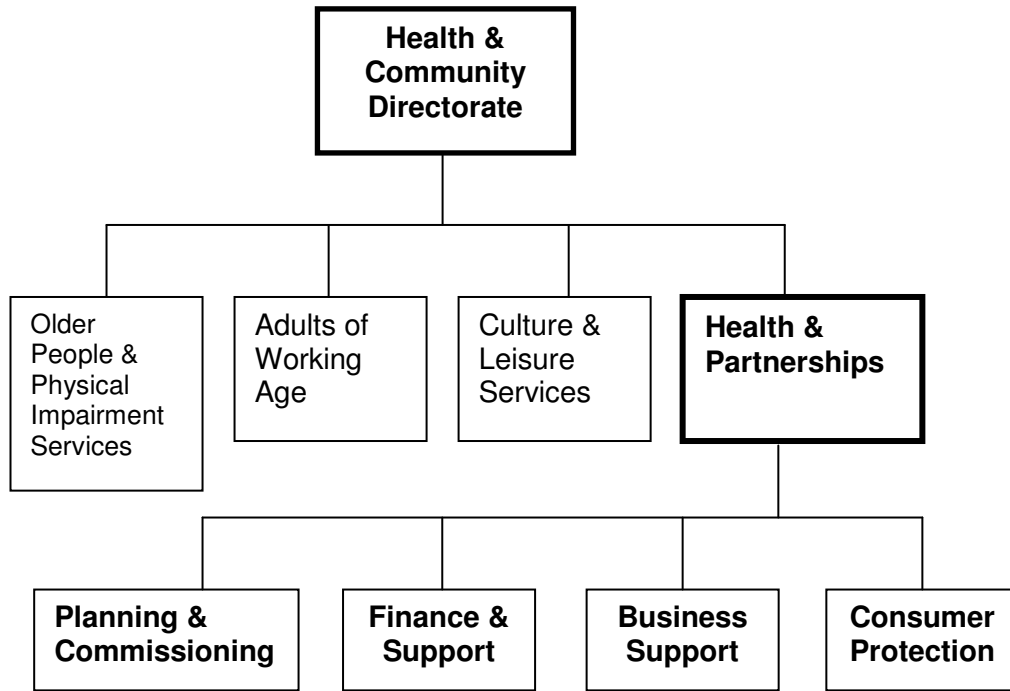 Health &
Community
Directorate
Older
People &
Physical
Impairment
Services
Adults of
Working
Age
Culture &
Leisure
Services
Health &
Partnerships
Planning &
Commissioning
Finance &
Support
Business
Support
Consumer
Protection